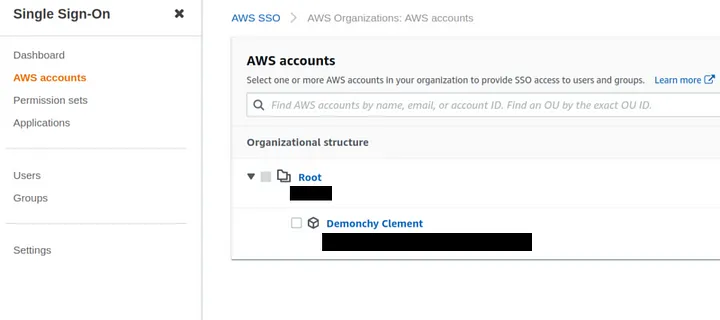 Single Sign-On
Dashboard
AWS accounts
Permission sets
Applications
Users
Groups
Settings
AWS SSO > AWS Organizations: AWS accounts
AWS accounts
Select one or more AWS accounts in your organization to provide SSO access to users and groups. Learn more
Find AWS accounts by name, email, or account ID. Find an OU by the exact OU ID.
Organizational structure
Root
Demonchy Clement